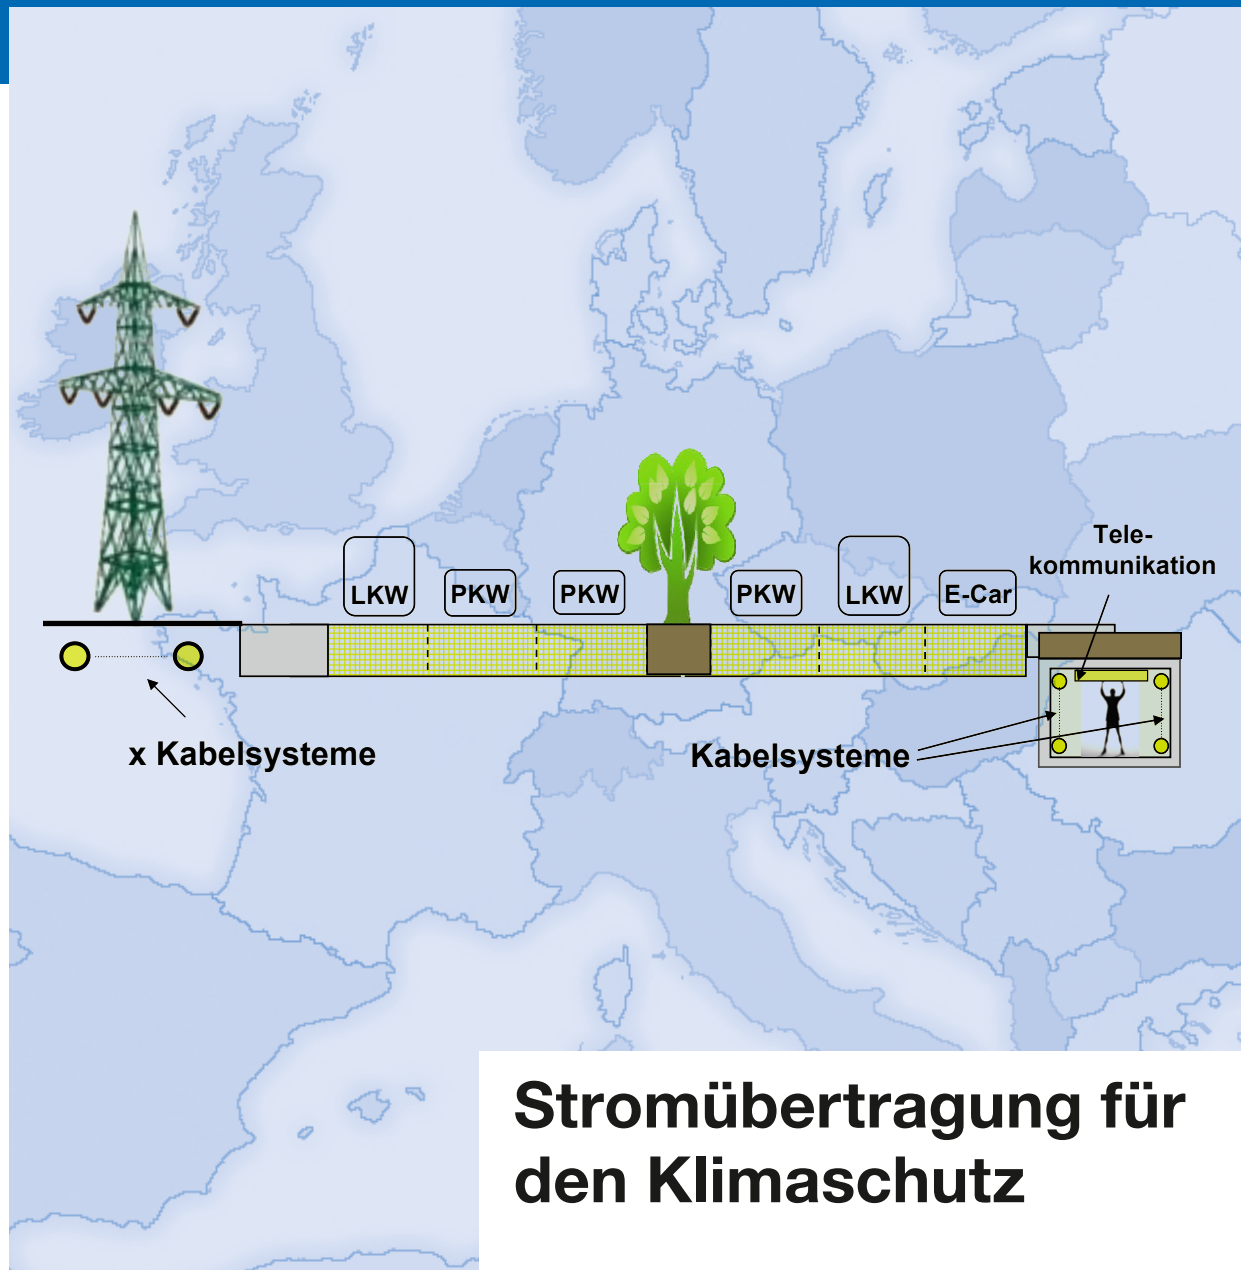 Tele-
kommunikation
LKW
PKW
PKW
PKW
LKW
E-Car
x Kabelsysteme
Kabelsysteme
Stromübertragung für
den Klimaschutz